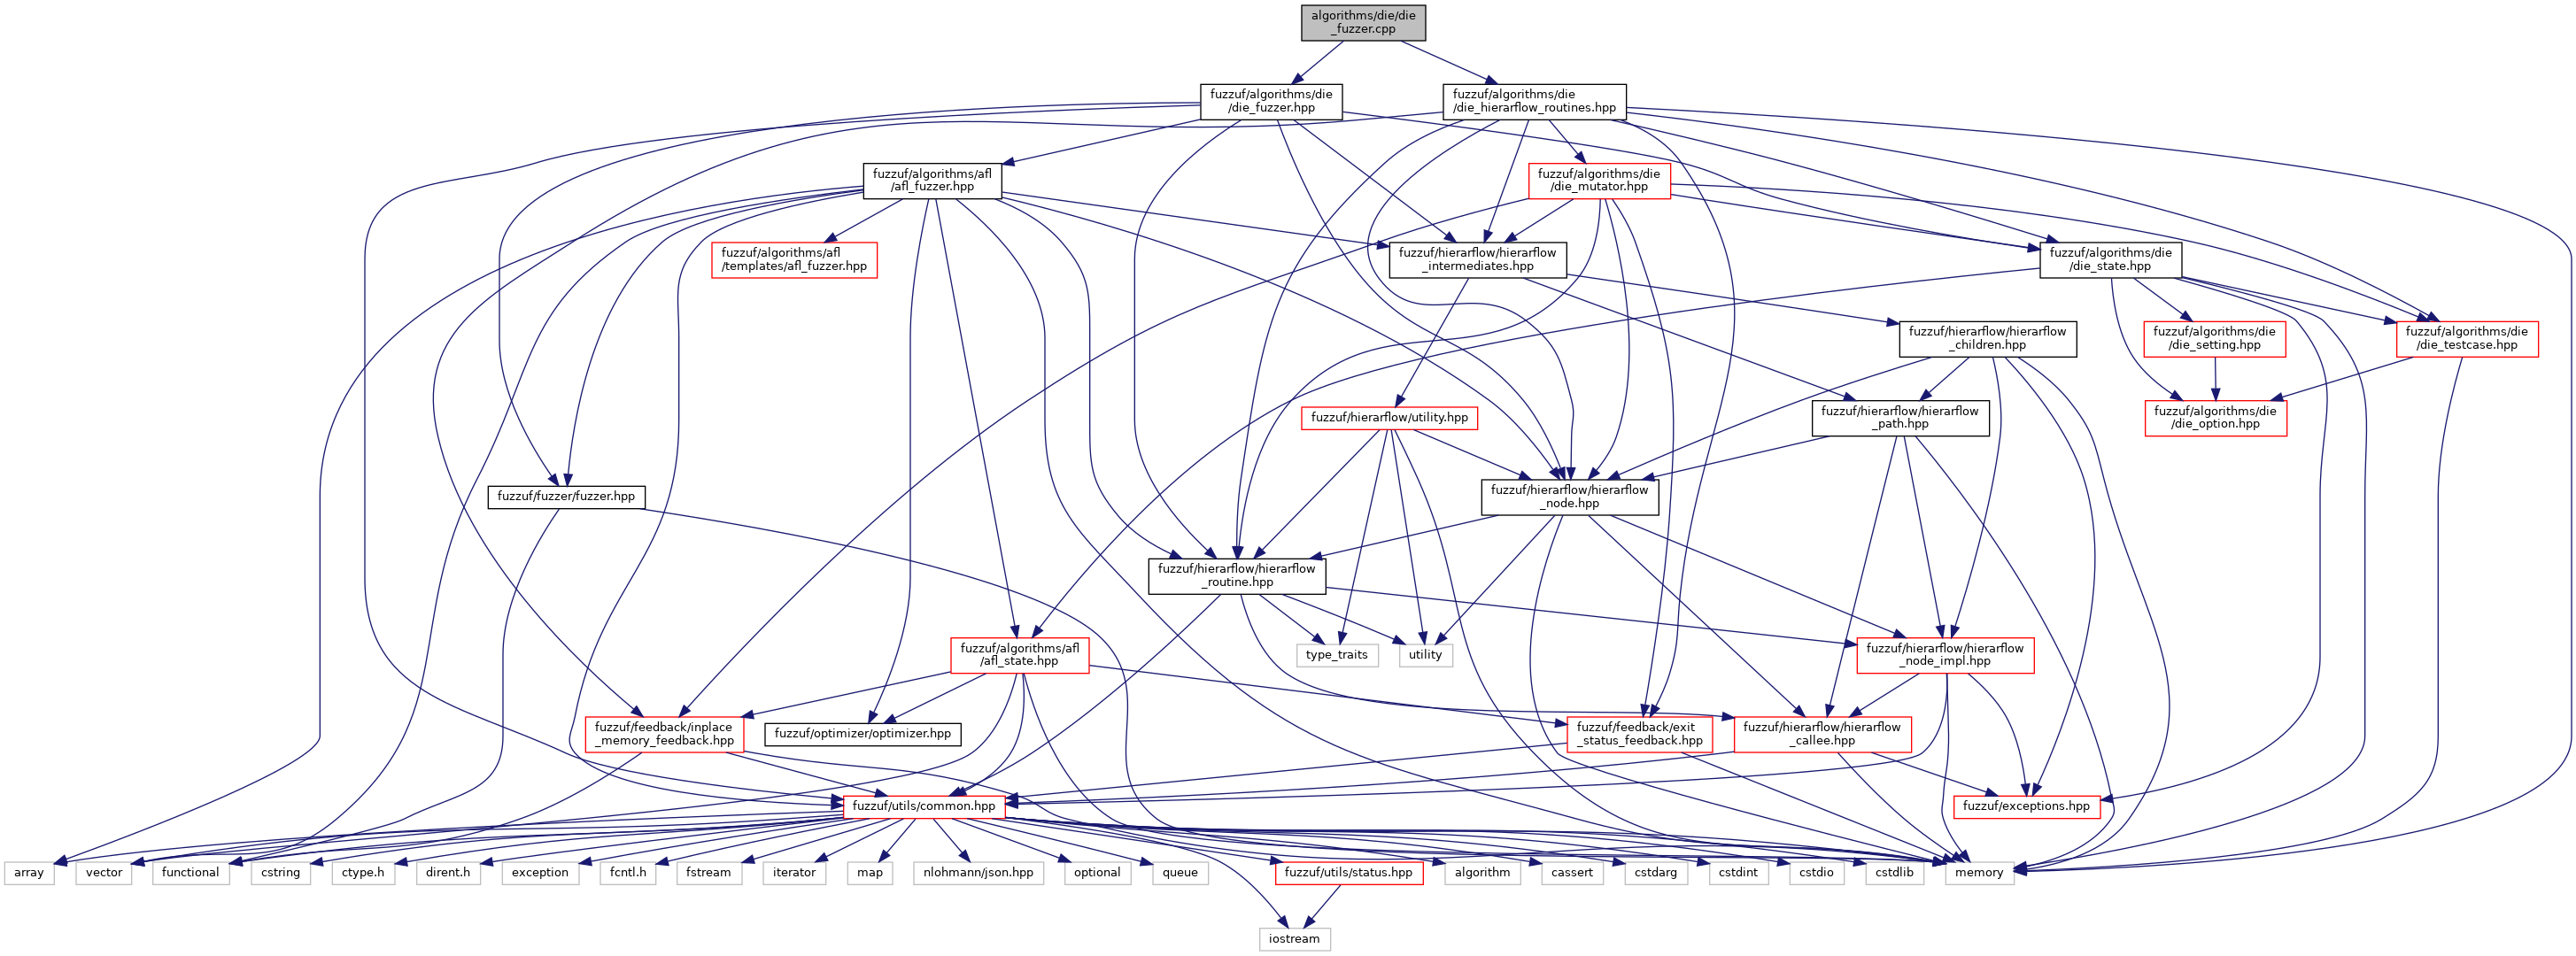 algorithms/die/die
_fuzzer.cpp
fuzzuf/algorithms/die
/die_fuzzer.hpp
fuzzuf/algorithms/die
/die_hierarflow_routines.hpp
fuzzuf/algorithms/afl
/afl_fuzzer.hpp
fuzzuf/algorithms/die
/die_mutator.hpp
fuzzuf/algorithms/afl
/templates/afl_fuzzer.hpp
fuzzuf/hierarflow/hierarflow
_intermediates.hpp
fuzzuf/algorithms/die
/die_state.hpp
fuzzuf/hierarflow/hierarflow
_children.hpp
fuzzuf/algorithms/die
/die_setting.hpp
fuzzuf/algorithms/die
/die_testcase.hpp
fuzzuf/hierarflow/utility.hpp
fuzzuf/hierarflow/hierarflow
_path.hpp
fuzzuf/algorithms/die
/die_option.hpp
fuzzuf/fuzzer/fuzzer.hpp
fuzzuf/hierarflow/hierarflow
_node.hpp
fuzzuf/hierarflow/hierarflow
_routine.hpp
fuzzuf/algorithms/afl
/afl_state.hpp
type_traits
utility
fuzzuf/hierarflow/hierarflow
_node_impl.hpp
fuzzuf/feedback/inplace
_memory_feedback.hpp
fuzzuf/optimizer/optimizer.hpp
fuzzuf/feedback/exit
_status_feedback.hpp
fuzzuf/hierarflow/hierarflow
_callee.hpp
fuzzuf/utils/common.hpp
fuzzuf/exceptions.hpp
array
vector
functional
cstring
ctype.h
dirent.h
exception
fcntl.h
fstream
iterator
map
nlohmann/json.hpp
optional
queue
fuzzuf/utils/status.hpp
algorithm
cassert
cstdarg
cstdint
cstdio
cstdlib
memory
iostream